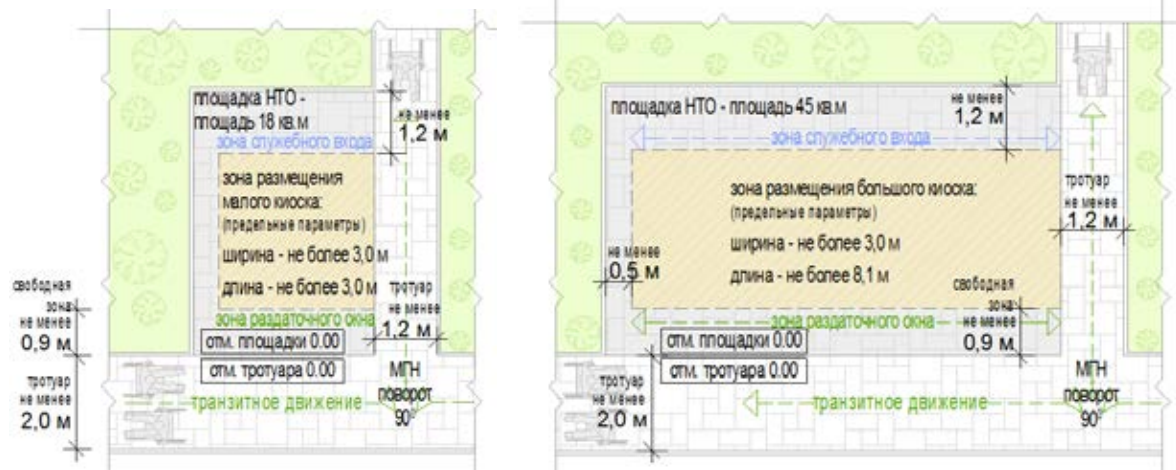 площадка НТО -
площадь 18 кв.м
не менее
1,2 м
зона служебного входа
зона размещения
малого киоска:
(предельные параметры)
ширина - не более 3,0 м
длина - не более 3,0 м
свободная
зона
не менее
0,9 м
тротуар
не менее
1,2 м
зона раздаточного окна
отм. площадки 0.00
отм. тротуара 0.00
МГН
поворот
90°
тротуар
не менее
2,0 м
транзитное движение
площадка НТО - площадь 45 кв.м
не менее
1,2 м
зона служебного входа
зона размещения большого киоска:
(предельные параметры)
ширина - не более 3,0 м
длина - не более 8,1 м
тротуар
не менее
1,2 м
не менее
0,5 м
свободная
зона
не менее
0,9 м
зона раздаточного окна
отм. площадки 0.00
отм. тротуара 0.00
МГН
поворот
90°
тротуар
не менее
2,0 м
транзитное движение